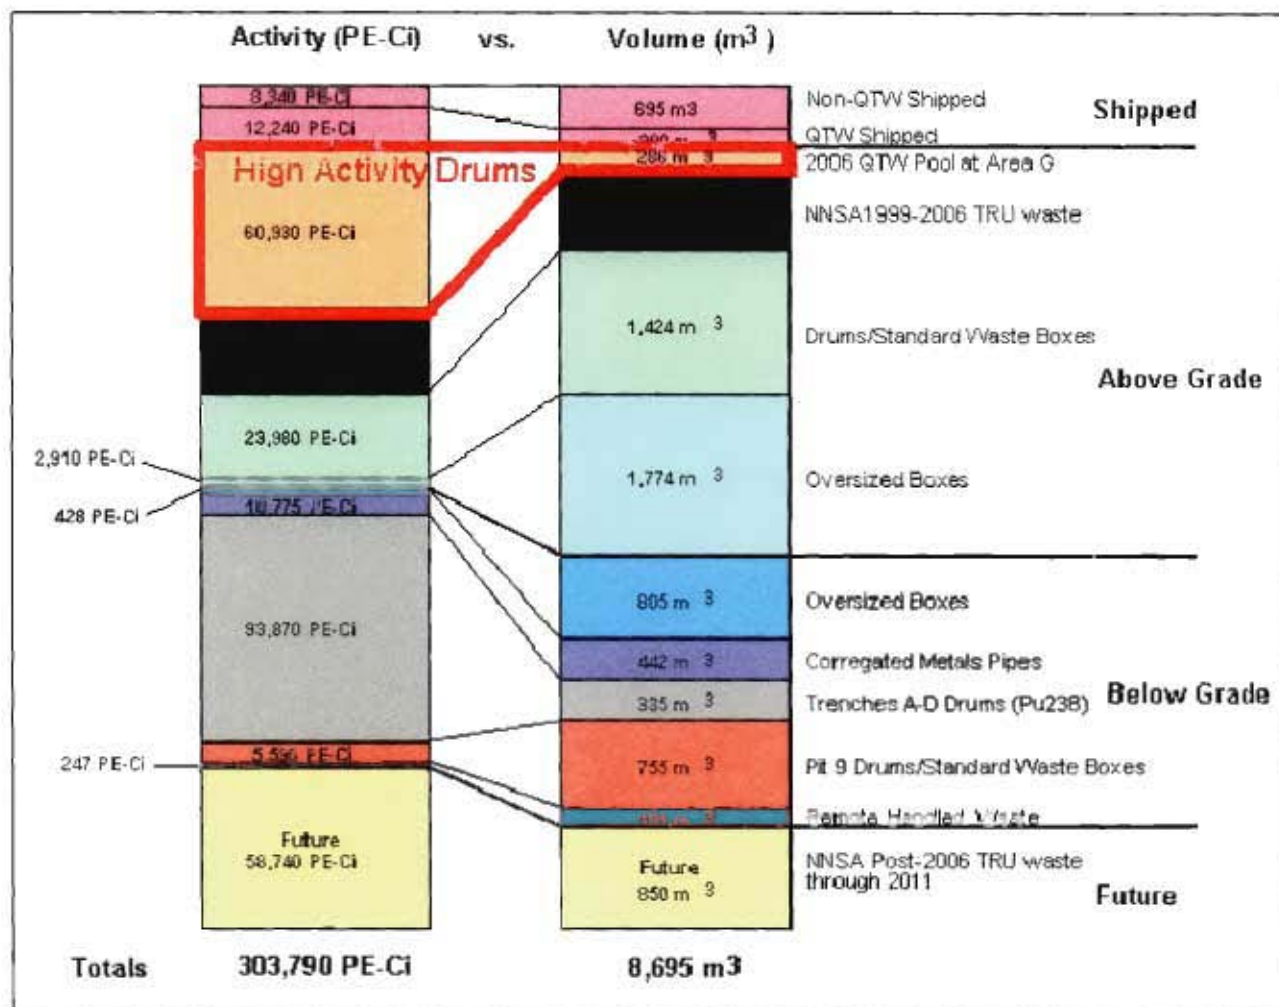 Activity (PE-Ci) vs. Volume (m3 )
8,340 PE-Ci
12,240 PE-Ci
High Activity Drums
60,930 PE-Ci
23,980 PE-Ci
2,910 PE-Ci
428 PE-Ci
PE-Ci
93,870 PE-Ci
PE-Ci
247 PE-Ci
Future
58,740 PE-Ci
695 m3
m 3
286 m 3
1,424 m 3
1,774 m 3
805 m 3
442 m 3
335 m 3
755 m 3
Future
850 m 3
Non-QTW Shipped
QTW Shipped
2006 QTW Pool at Area G
NNSA1999-2006 TRU waste
Drums/Standard Waste Boxes
Oversized Boxes
Oversized Boxes
Corregated Metals Pipes
Trenches A-D Drums (Pu238)
Pit 9 Drums/Standard Waste Boxes
Remote Handled Waste
NNSA Post-2006 TRU waste
through 2011
Shipped
Above Grade
Below Grade
Future
Totals 303,790 PE-Ci 8,695 m3